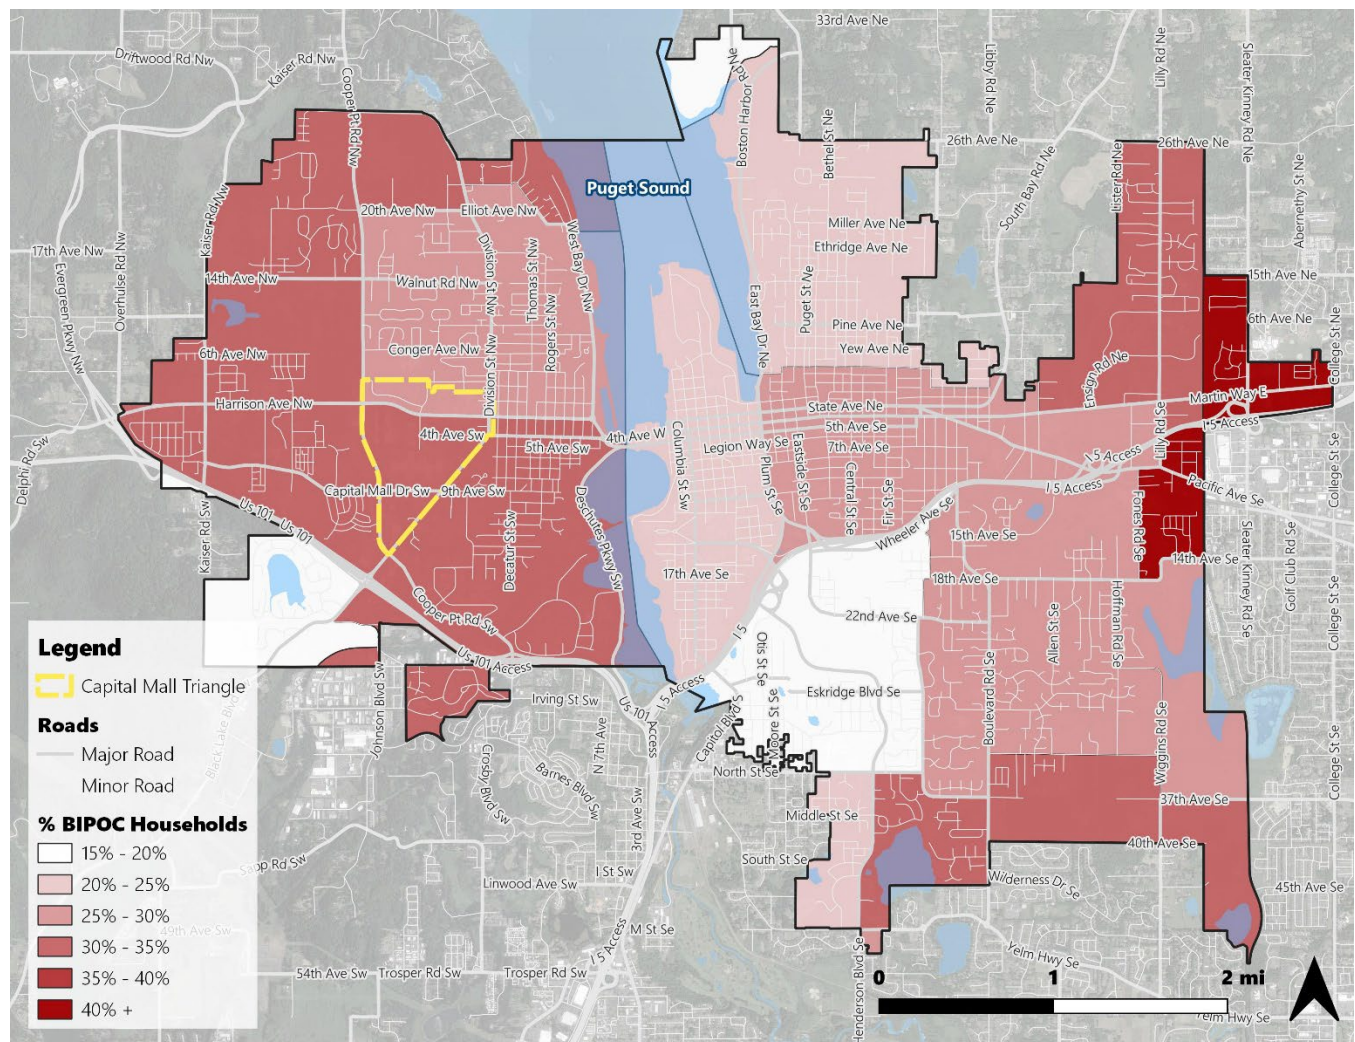 33rd Ave Ne
Driftwood Rd Nw
Kaiser Rd Nw
Cooper Pt Rd Nw
Boston Harbor Rd Ne
Libby Rd Ne
Lilly Rd Ne
Sleater Kinney Rd Ne
Bethel St Ne
26th Ave Ne
26th Ave Ne
South Bay Rd Ne
Lister Rd Ne
Abernethy St Ne
Puget Sound
Kaiser Rd Nw
20th Ave Nw
Elliot Ave Nw
Miller Ave Ne
Ethridge Ave Ne
17th Ave Nw
Overhulse Rd Nw
Evergreen Pkwy Nw
14th Ave Nw
Walnut Rd Nw
Division St Nw
Thomas St Nw
Rogers St Nw
West Bay Dr Nw
East Bay Dr Ne
Puget St Ne
15th Ave Ne
6th Ave Ne
College St Ne
Pine Ave Ne
Yew Ave Ne
6th Ave Nw
Conger Ave Nw
Division St Nw
Ensign Rd Ne
Martin Way E
Harrison Ave Nw
4th Ave Sw
5th Ave Sw
4th Ave W
State Ave Ne
5th Ave Se
7th Ave Se
Legion Way Se
Lilly Rd Se
I 5 Access
I 5 Access
I 5 Access
Delphi Rd Sw
Columbia St Sw
Plum St Se
Eastside St Se
Central St Se
Fir St Se
Pacific Ave Se
College St Se
Capital Mall Dr Sw
9th Ave Sw
Us 101
Us 101
Kaiser Rd Sw
Decatur St Sw
Deschutes Pkwy Sw
Wheeler Ave Se
15th Ave Se
Fones Rd Se
14th Ave Se
Sleater Kinney Rd Se
Golf Club Rd Se
College St Se
17th Ave Se
18th Ave Se
Cooper Pt Rd Sw
22nd Ave Se
Allen St Se
Hoffman Rd Se
I 5
Otis St Se
Legend
Capital Mall Triangle
Us 101 Access
I 5 Access
Us 101 Access
Irving St Sw
Eskridge Blvd Se
Moore St Se
Boulevard Rd Se
Wiggins Rd Se
Roads
Major Road
Minor Road
Black Lake Blvd Sw
Johnson Blvd Sw
Crosby Blvd Sw
Barnes Blvd Sw
N 7th Ave
Capitol Blvd S
North St Se
College St Se
3rd Ave Sw
Middle St Se
37th Ave Se
% BIPOC Households
15% - 20%
20% - 25%
25% - 30%
30% - 35%
35% - 40%
40% +
Sapp Rd Sw
South St Se
40th Ave Se
I St Sw
Linwood Ave Sw
Wilderness Dr Se
45th Ave Se
49th Ave Sw
M St Se
I 5 Access
Yelm Hwy Se
54th Ave Sw
Trosper Rd Sw
Trosper Rd Sw
Henderson Blvd Se
0
1
2 mi
Yelm Hwy Se